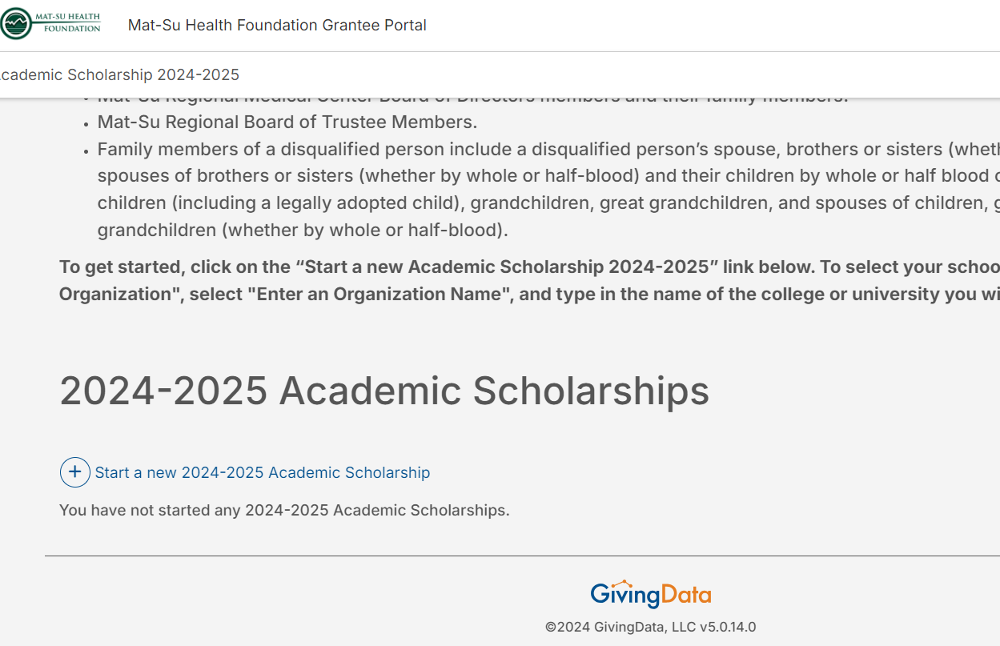 MAT-SU HEALTH
FOUNDATION
Mat-Su Health Foundation Grantee Portal
cademic Scholarship 2024-2025
Mat-Su Regional Medical Center Board of Directors members and their family members.
• Mat-Su Regional Board of Trustee Members.
• Family members of a disqualified person include a disqualified person’s spouse, brothers or sisters
spouses of brothers or sisters (whether by whole or half-blood) and their children by whole or half blood
children (including a legally adopted child), grandchildren, great grandchildren, and spouses of children,
grandchildren (whether by whole or half-blood).
To get started, click on the “Start a new Academic Scholarship 2024-2025” link below. To select your
Organization", select "Enter an Organization Name", and type in the name of the college or university you
2024-2025 Academic Scholarships
+ Start a new 2024-2025 Academic Scholarship
You have not started any 2024-2025 Academic Scholarships.
GivingData
©2024 GivingData, LLC v5.0.14.0